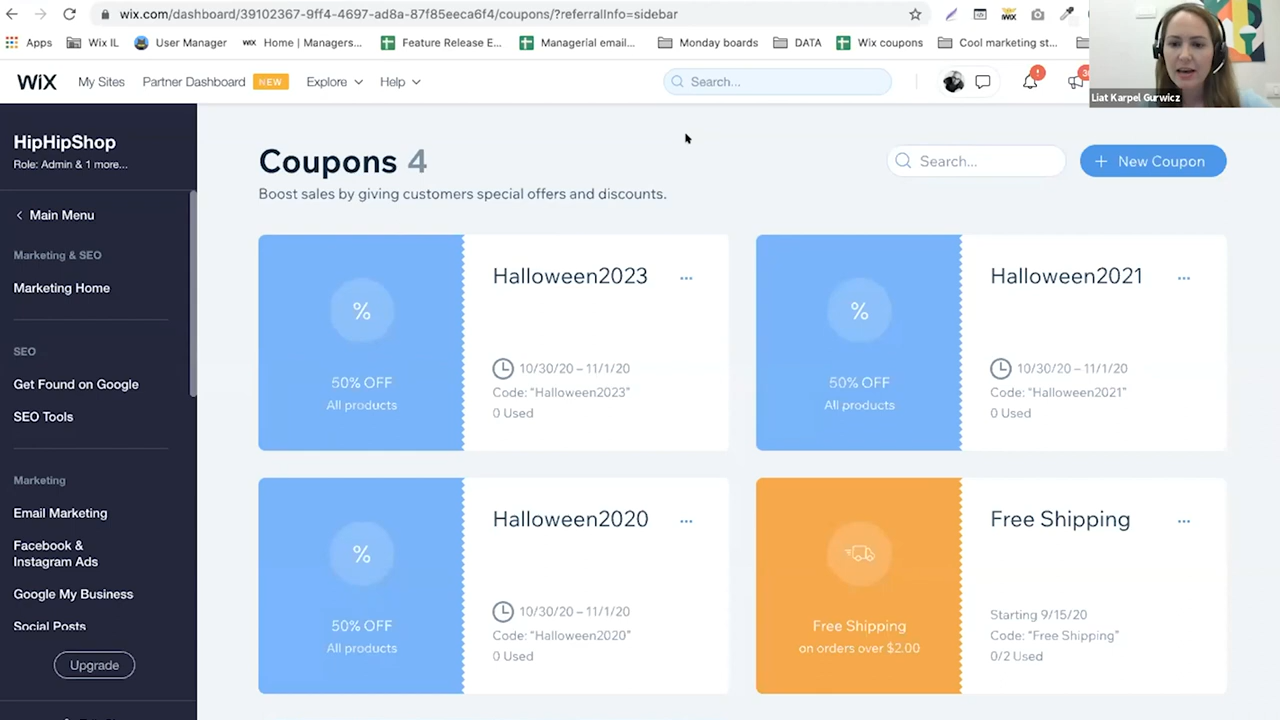 wix.com/dashboard/39102367-9ff4-4697-ad8a-87f85eeca6f4/coupons/?referralInfo=sidebar
Apps Wix IL User Manager WiX Home | Managers... Feature Release E... Managerial email... Monday boards DATA Wix coupons Cool marketing st...
WiX My Sites Partner Dashboard NEW Explore Help Search...
Liat Karpel Gurwicz
HipHipShop
Role: Admin & 1 more...
Main Menu
Marketing & SEO
Marketing Home
SEO
Get Found on Google
SEO Tools
Marketing
Email Marketing
Facebook &
Instagram Ads
Google My Business
Social Posts
Upgrade
Coupons 4
Search...
+ New Coupon
Boost sales by giving customers special offers and discounts.
%
50% OFF
All products
Halloween2023
10/30/20 – 11/1/20
Code: "Halloween2023"
0 Used
%
50% OFF
All products
Halloween2021
10/30/20 – 11/1/20
Code: "Halloween2021"
0 Used
%
50% OFF
All products
Halloween2020
10/30/20 – 11/1/20
Code: "Halloween2020"
0 Used
Free Shipping
on orders over $2.00
Free Shipping
Starting 9/15/20
Code: "Free Shipping"
0/2 Used